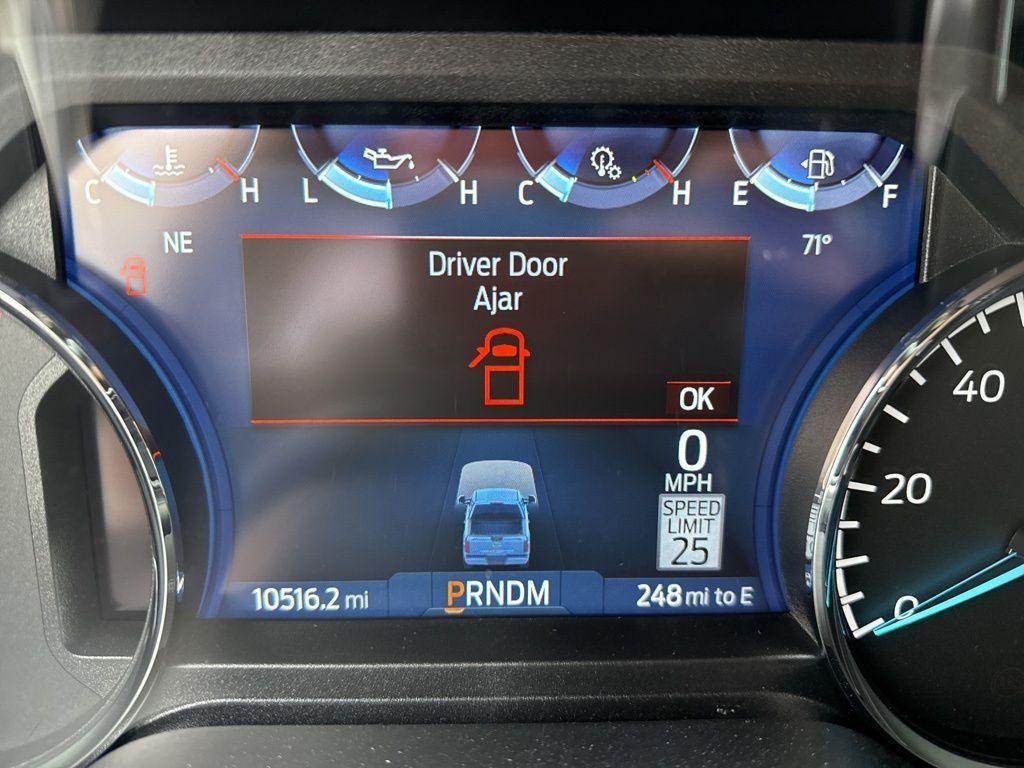 C H L H C H E F
NE 71°
Driver Door
Ajar
OK
0
MPH
SPEED
LIMIT
25
10516.2 mi PRNDM 248 mi to E
40
20
0